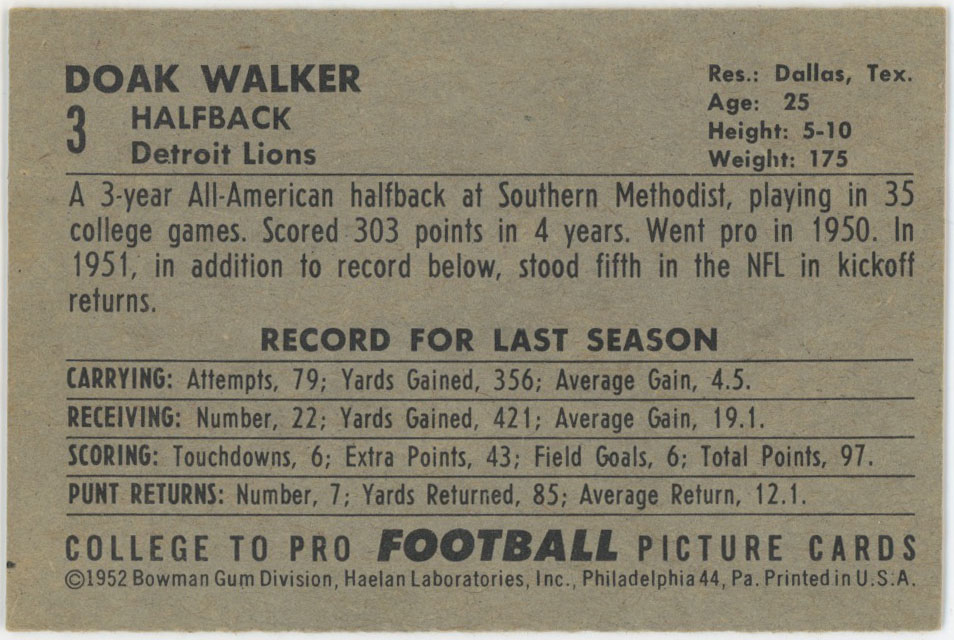 DOAK WALKER
3 HALFBACK
Detroit Lions
Res.: Dallas, Tex.
Age: 25
Height: 5-10
Weight: 175
A 3-year All-American halfback at Southern Methodist, playing in 35
college games. Scored 303 points in 4 years. Went pro in 1950. In
1951, in addition to record below, stood fifth in the NFL in kickoff
returns.
RECORD FOR LAST SEASON
CARRYING: Attempts, 79; Yards Gained, 356; Average Gain, 4.5.
RECEIVING: Number, 22; Yards Gained, 421; Average Gain, 19.1.
SCORING: Touchdowns, 6; Extra Points, 43; Field Goals, 6; Total Points, 97.
PUNT RETURNS: Number, 7; Yards Returned, 85; Average Return, 12.1.
COLLEGE TO PRO FOOTBALL PICTURE CARDS
©1952 Bowman Gum Division, Haelan Laboratories, Inc., Philadelphia 44, Pa. Printed in U.S.A.